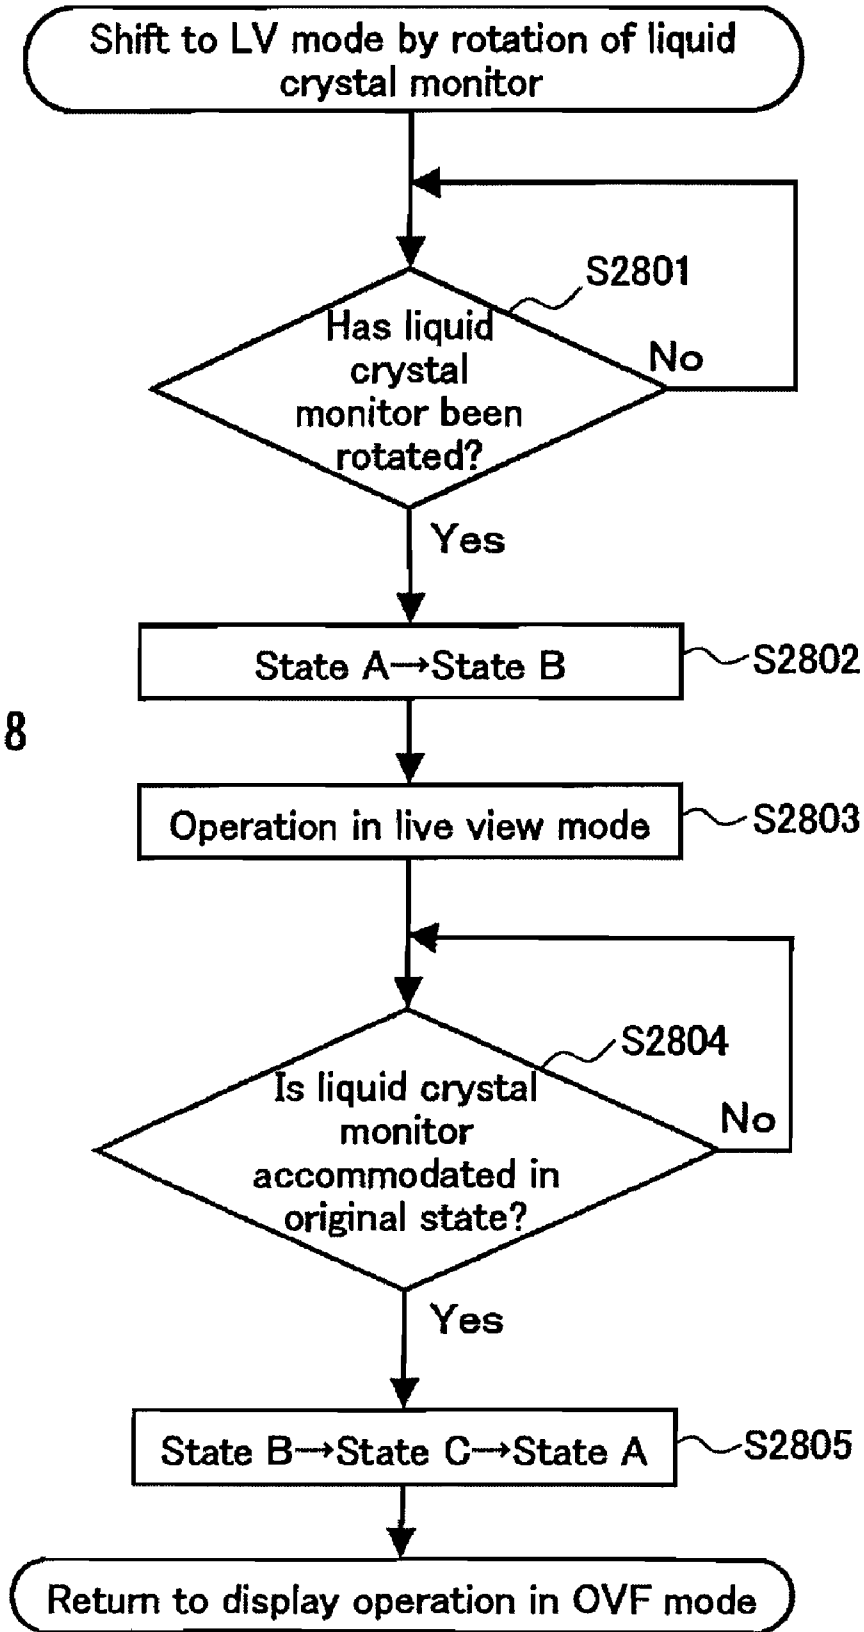 Shift to LV mode by rotation of liquid
crystal monitor
S2801
Has liquid
crystal
monitor been
rotated?
No
Yes
State A→State B
S2802
8
Operation in live view mode
S2803
S2804
Is liquid crystal
monitor
accommodated in
original state?
No
Yes
State B→State C→State A
S2805
Return to display operation in OVF mode